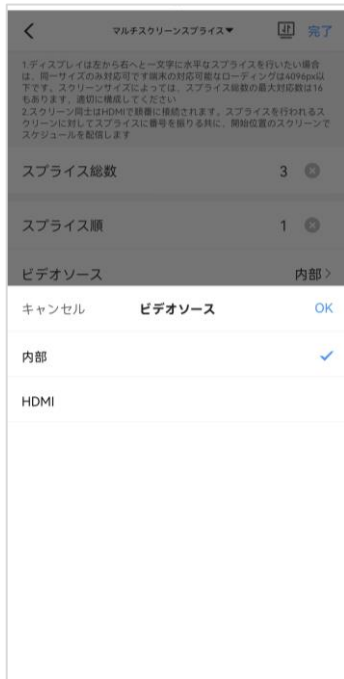 マルチスクリーンスプライス▼
完了
1.ディスプレイは左から右へと一文字に水平なスプライスを行いたい場合
は、同一サイズのみ対応可です端末の対応可能なローディングは4096px以
下です。スクリーンサイズによっては、スプライス総数の最大対応数は16
もあります。適切に構成してください
2.スクリーン同士はHDMIで順番に接続されます。スプライスを行われるス
クリーンに対してスプライスに番号を振りる共に、開始位置のスクリーンで
スケジュールを配信します
スプライス総数 3
スプライス順 1
ビデオソース 内部>
キャンセル ビデオソース OK
内部
HDMI